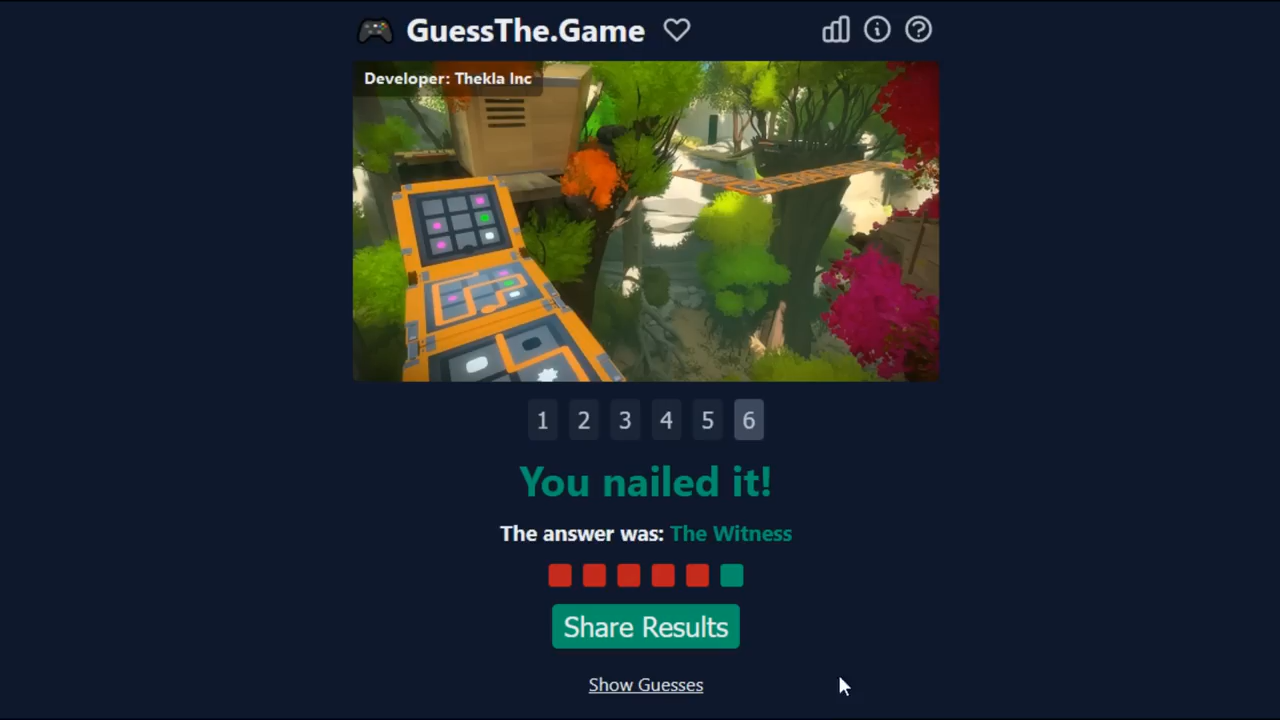 GuessThe.Game
Developer: Thekla Inc
1 2 3 4 5 6
You nailed it!
The answer was: The Witness
Share Results
Show Guesses